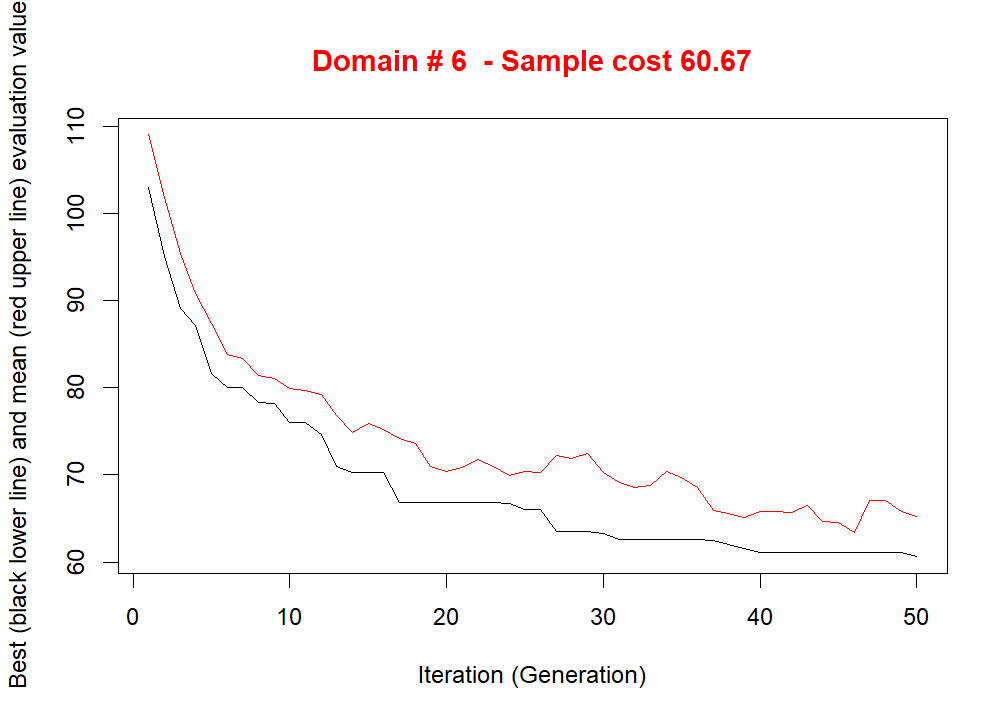 Domain # 6  - Sample cost 60.67
Best (black lower line) and mean (red upper line) evaluation value
110
100
90
80
70
60
0 10 20 30 40 50
Iteration (Generation)